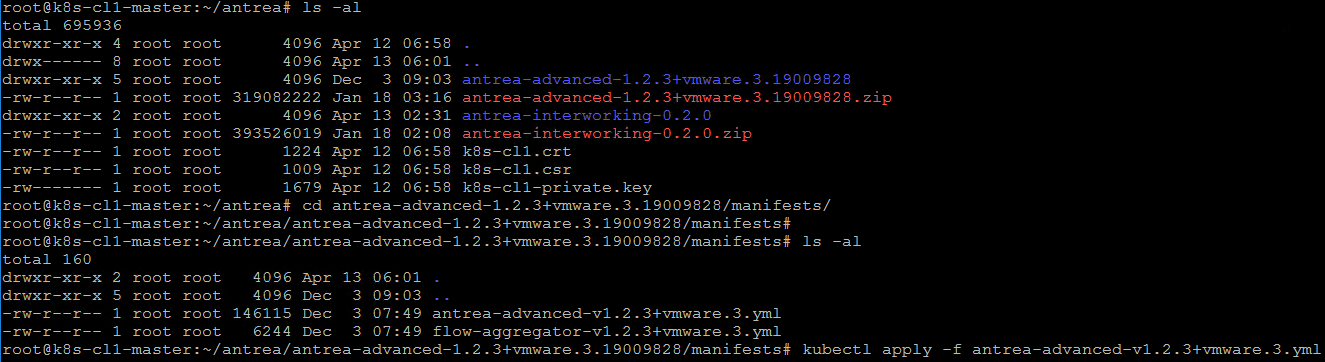 root@k8s-cl1-master:~/antrea# ls -al
total 695936
drwxr-xr-x 4 root root      4096 Apr 12 06:58 .
drwx------ 8 root root      4096 Apr 13 06:01 ..
drwxr-xr-x 5 root root      4096 Dec  3 09:03 antrea-advanced-1.2.3+vmware.3.19009828
-rw-r--r-- 1 root root 319082222 Jan 18 03:16 antrea-advanced-1.2.3+vmware.3.19009828.zip
drwxr-xr-x 2 root root      4096 Apr 13 02:31 antrea-interworking-0.2.0
-rw-r--r-- 1 root root 393526019 Jan 18 02:08 antrea-interworking-0.2.0.zip
-rw-r--r-- 1 root root      1224 Apr 12 06:58 k8s-cl1.crt
-rw-r--r-- 1 root root      1009 Apr 12 06:58 k8s-cl1.csr
-rw------- 1 root root      1679 Apr 12 06:58 k8s-cl1-private.key
root@k8s-cl1-master:~/antrea# cd antrea-advanced-1.2.3+vmware.3.19009828/manifests/
root@k8s-cl1-master:~/antrea/antrea-advanced-1.2.3+vmware.3.19009828/manifests#
root@k8s-cl1-master:~/antrea/antrea-advanced-1.2.3+vmware.3.19009828/manifests# ls -al
total 160
drwxr-xr-x 2 root root   4096 Apr 13 06:01 .
drwxr-xr-x 5 root root   4096 Dec  3 09:03 ..
-rw-r--r-- 1 root root 146115 Dec  3 07:49 antrea-advanced-v1.2.3+vmware.3.yml
-rw-r--r-- 1 root root   6244 Dec  3 07:49 flow-aggregator-v1.2.3+vmware.3.yml
root@k8s-cl1-master:~/antrea/antrea-advanced-1.2.3+vmware.3.19009828/manifests# kubectl apply -f antrea-advanced-v1.2.3+vmware.3.yml